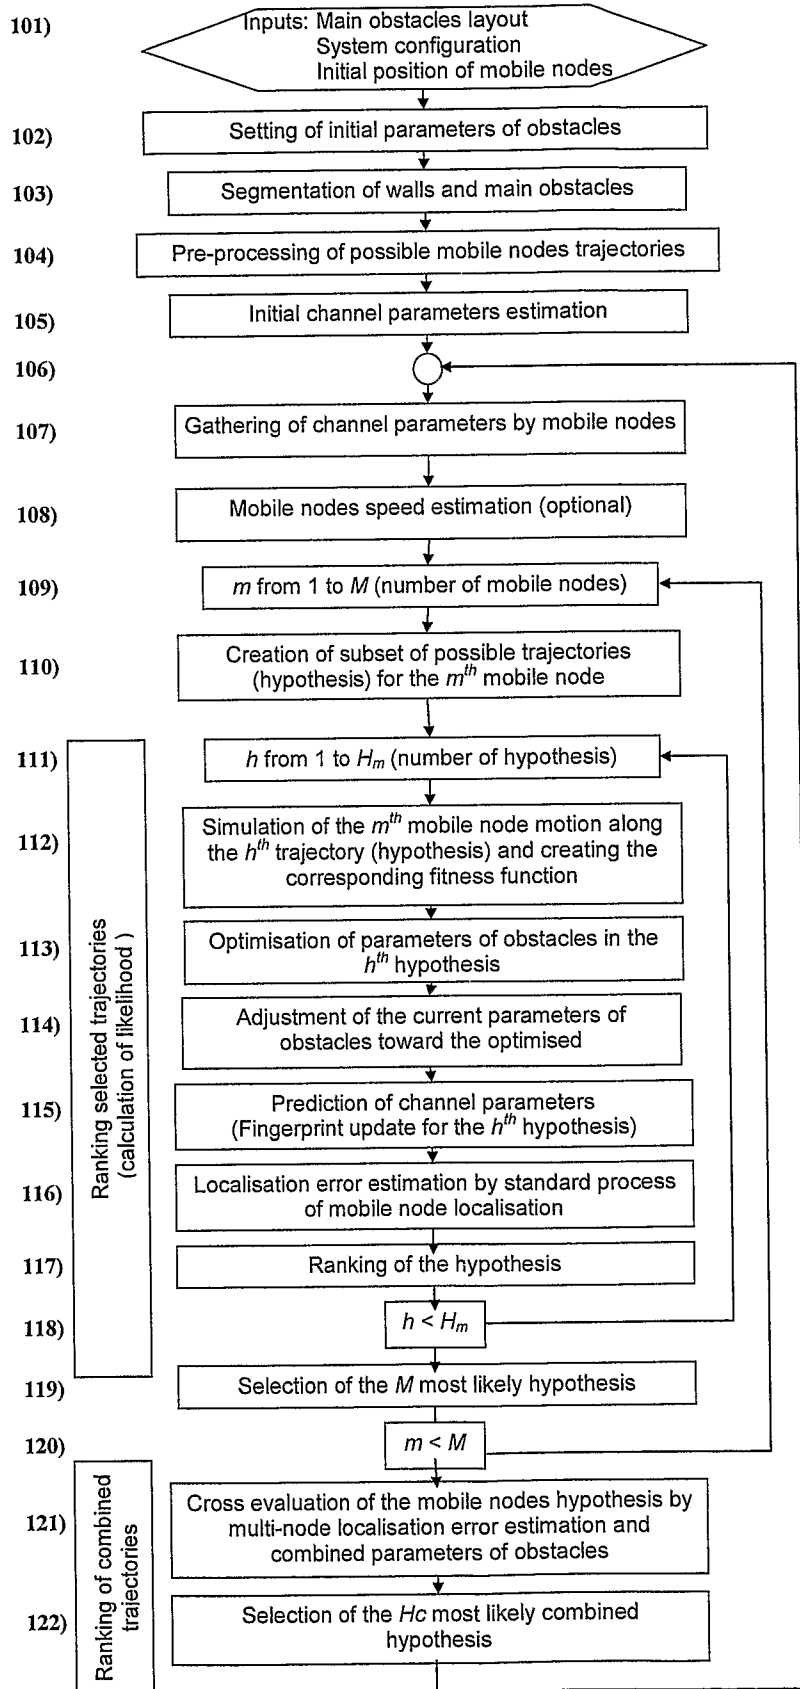 101)
Inputs: Main obstacles layout
System configuration
Initial position of mobile nodes
102)
Setting of initial parameters of obstacles
103)
Segmentation of walls and main obstacles
104)
Pre-processing of possible mobile nodes trajectories
105)
Initial channel parameters estimation
106)
107)
Gathering of channel parameters by mobile nodes
108)
Mobile nodes speed estimation (optional)
109)
m from 1 to M (number of mobile nodes)
110)
Creation of subset of possible trajectories
(hypothesis) for the mth mobile node
Ranking selected trajectories
(calculation of likelihood )
111)
h from 1 to Hm (number of hypothesis)
112)
Simulation of the mth mobile node motion along
the hth trajectory (hypothesis) and creating the
corresponding fitness function
113)
Optimisation of parameters of obstacles in the
hth hypothesis
114)
Adjustment of the current parameters of
obstacles toward the optimised
115)
Prediction of channel parameters
(Fingerprint update for the hth hypothesis)
116)
Localisation error estimation by standard process
of mobile node localisation
117)
Ranking of the hypothesis
118)
h < Hm
119)
Selection of the M most likely hypothesis
120)
m < M
Ranking of combined
trajectories
121)
Cross evaluation of the mobile nodes hypothesis by
multi-node localisation error estimation and
combined parameters of obstacles
122)
Selection of the Hc most likely combined
hypothesis